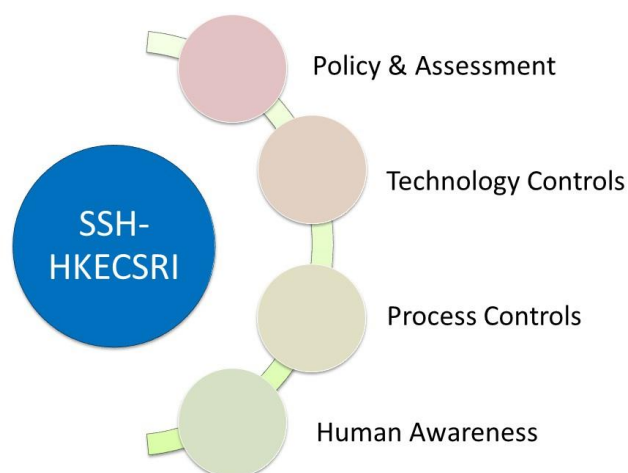 Policy & Assessment
Technology Controls
SSH-
HKECSRI
Process Controls
Human Awareness